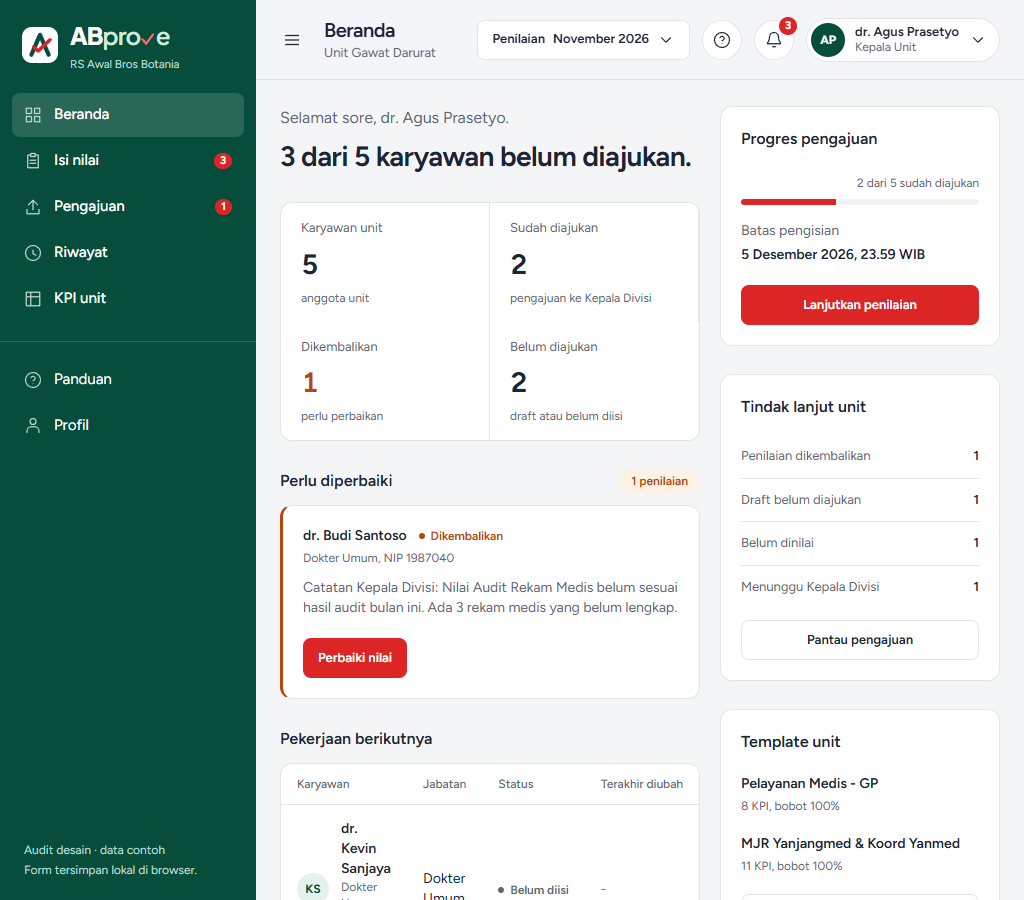 ABprove
RS Awal Bros Botania
Beranda
Isi nilai
3
Pengajuan
1
Riwayat
KPI unit
Panduan
Profil
Audit desain · data contoh
Form tersimpan lokal di browser.
Beranda
Unit Gawat Darurat
Penilaian November 2026
3
AP
dr. Agus Prasetyo
Kepala Unit
Selamat sore, dr. Agus Prasetyo.
3 dari 5 karyawan belum diajukan.
Karyawan unit
5
anggota unit
Sudah diajukan
2
pengajuan ke Kepala Divisi
Dikembalikan
1
perlu perbaikan
Belum diajukan
2
draft atau belum diisi
Perlu diperbaiki
1 penilaian
dr. Budi Santoso
Dikembalikan
Dokter Umum, NIP 1987040
Catatan Kepala Divisi: Nilai Audit Rekam Medis belum sesuai
hasil audit bulan ini. Ada 3 rekam medis yang belum lengkap.
Perbaiki nilai
Pekerjaan berikutnya
Karyawan Jabatan Status Terakhir diubah
KS
dr.
Kevin
Sanjaya
Dokter
Dokter
Umum
Belum diisi
-
Progres pengajuan
2 dari 5 sudah diajukan
Batas pengisian
5 Desember 2026, 23.59 WIB
Lanjutkan penilaian
Tindak lanjut unit
Penilaian dikembalikan 1
Draft belum diajukan 1
Belum dinilai 1
Menunggu Kepala Divisi 1
Pantau pengajuan
Template unit
Pelayanan Medis - GP
8 KPI, bobot 100%
MJR Yanjangmed & Koord Yanmed
11 KPI, bobot 100%